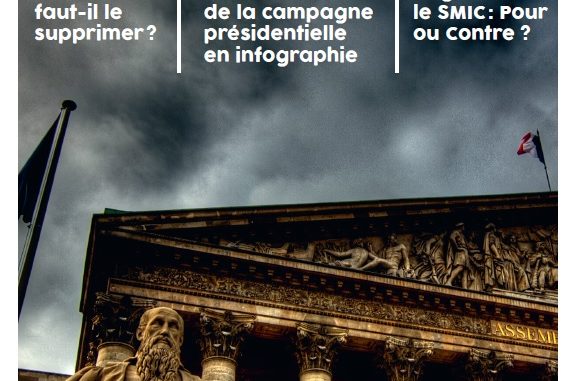 faut-il le
supprimer ?
de la campagne
présidentielle
en infographie
le SMIC : Pour
ou Contre ?
ASSEMB